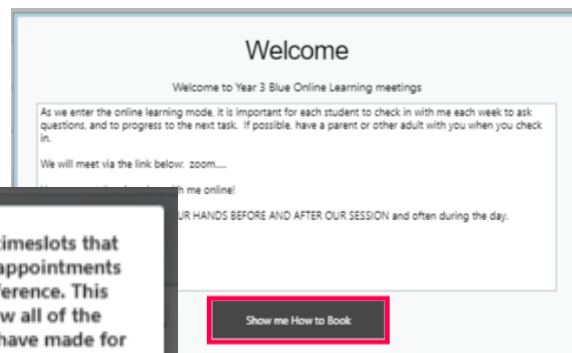 Welcome
Welcome to Year 3 Blue Online Learning meetings
As we enter the online learning mode, it is important for each student to check in with me each week to ask
questions, and to progress to the next task. If possible, have a parent or other adult with you when you check
in.
We will meet via the link below: zoom.....
with me online!
HANDS BEFORE AND AFTER OUR SESSION and often during the day.
timeslots that
appointments
This
all of the
have made for
Show me How to Book